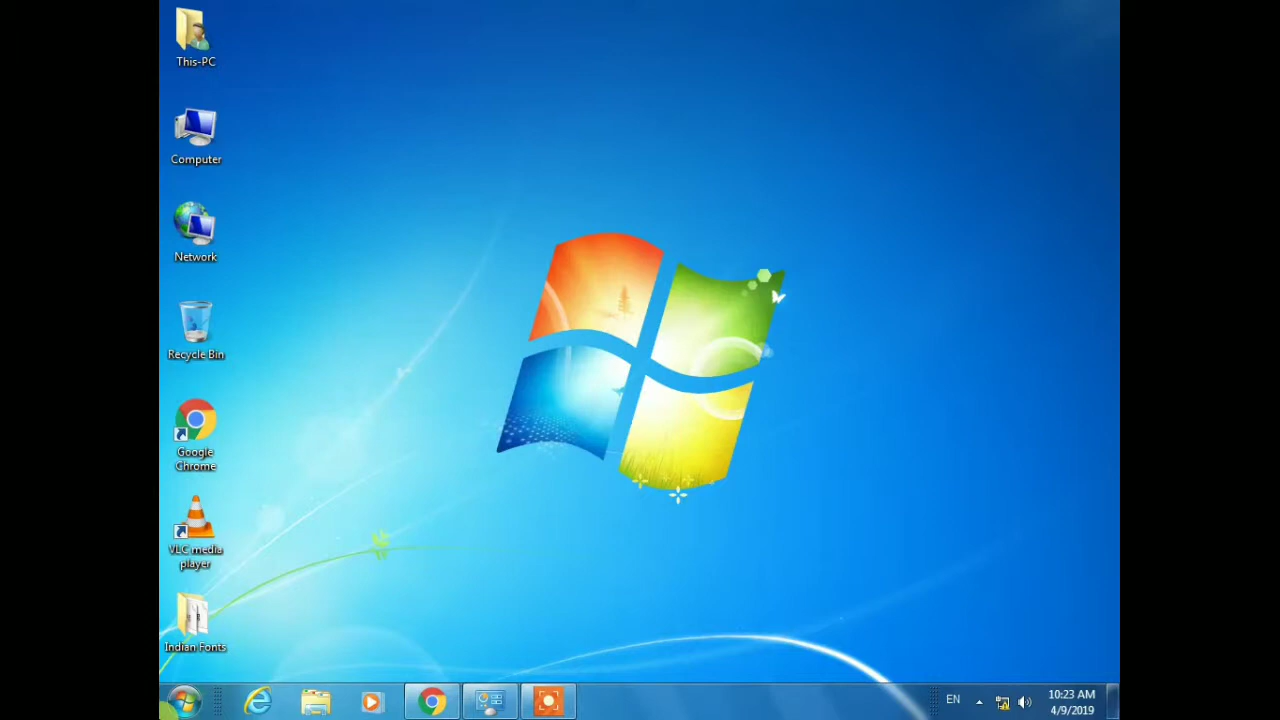 This-PC
Computer
Network
Recycle Bin
Google
Chrome
VLC media
player
Indian Fonts
EN
10:23 AM
4/9/2019